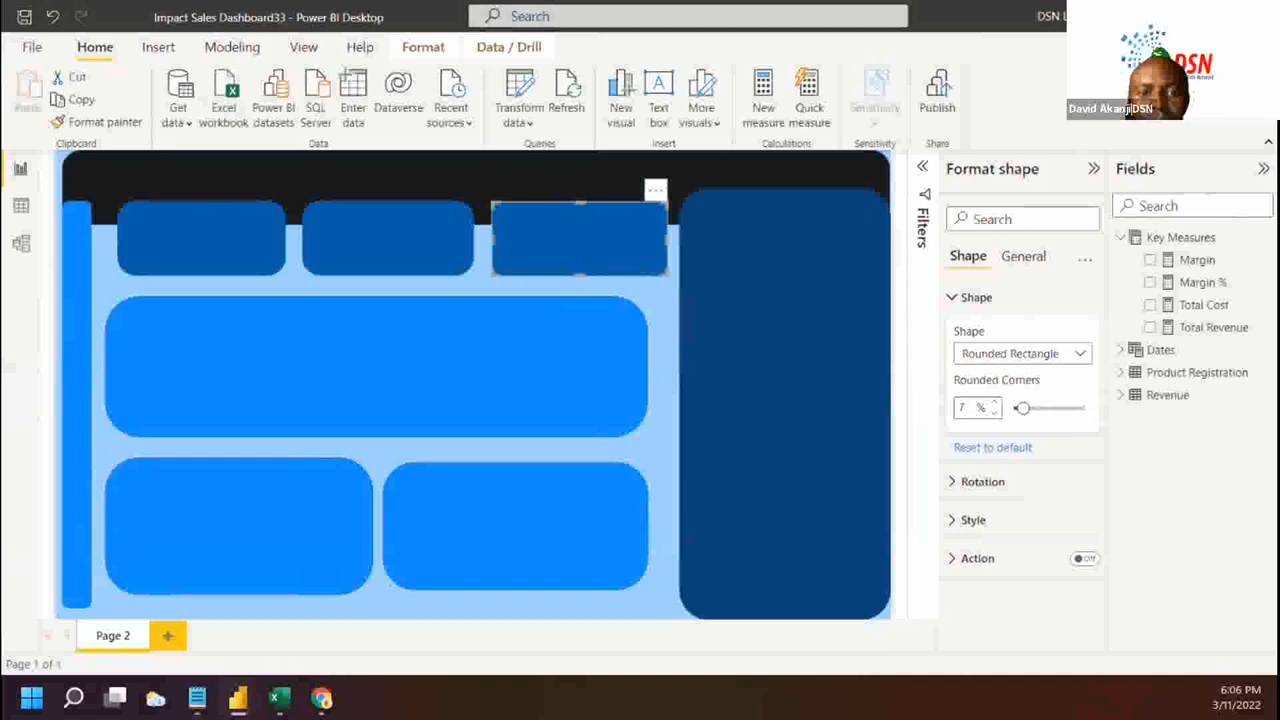 Impact Sales Dashboard33 - Power BI Desktop
Search
DSN
File
Home
Insert
Modeling
View
Help
Format
Data / Drill
Paste
Cut
Copy
Format painter
Clipboard
Get data
Excel workbook
Power BI datasets
SQL Server
Enter data
Dataverse
Recent sources
Data
Transform data
Refresh
Queries
New visual
Text box
More visuals
Insert
New measure
Quick measure
Calculations
Sensitivity
Sensitivity
Publish
Share
DSN
David Akanji|DSN
Filters
Format shape
Search
Shape
General
Shape
Shape
Rounded Rectangle
Rounded Corners
7 %
Reset to default
Rotation
Style
Action
Off
Fields
Search
Key Measures
Margin
Margin %
Total Cost
Total Revenue
Dates
Product Registration
Revenue
Page 2
Page 1 of 1
6:06 PM
3/11/2022